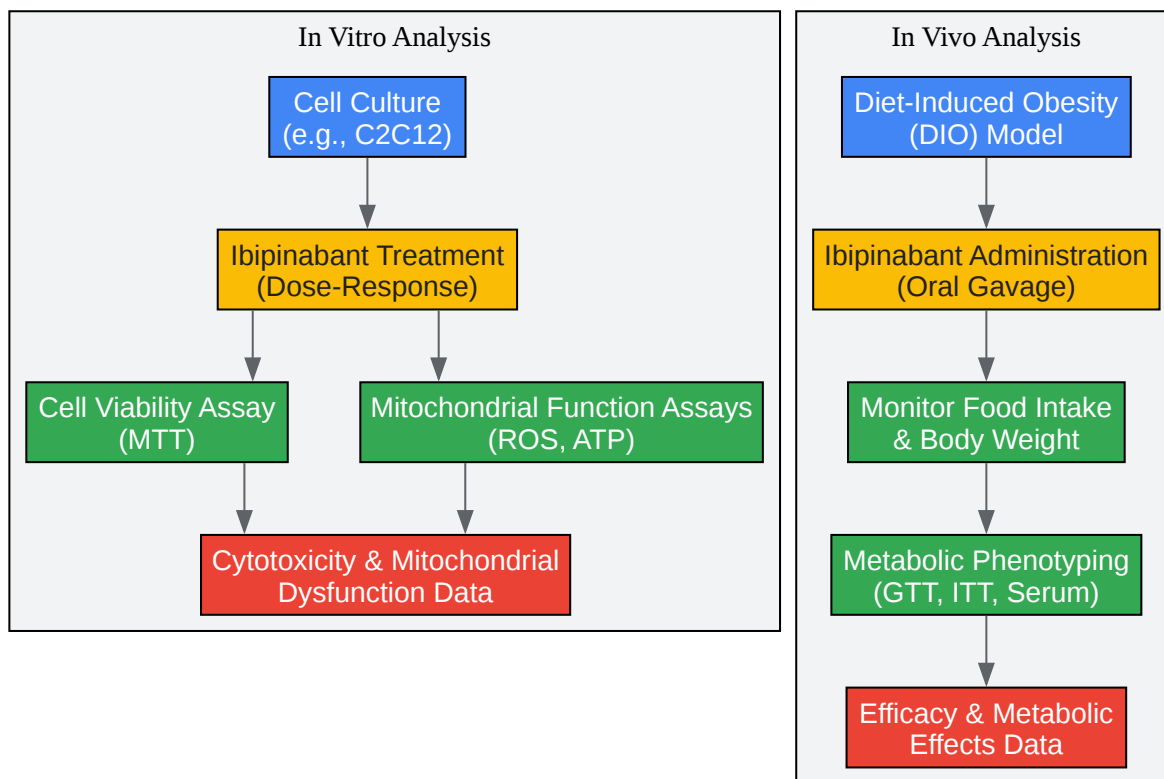 In Vitro Analysis
Cell Culture
(e.g., C2C12)
Ibipinabant Treatment
(Dose-Response)
Cell Viability Assay
(MTT)
Mitochondrial Function Assays
(ROS, ATP)
Cytotoxicity & Mitochondrial
Dysfunction Data
In Vivo Analysis
Diet-Induced Obesity
(DIO) Model
Ibipinabant Administration
(Oral Gavage)
Monitor Food Intake
& Body Weight
Metabolic Phenotyping
(GTT, ITT, Serum)
Efficacy & Metabolic
Effects Data